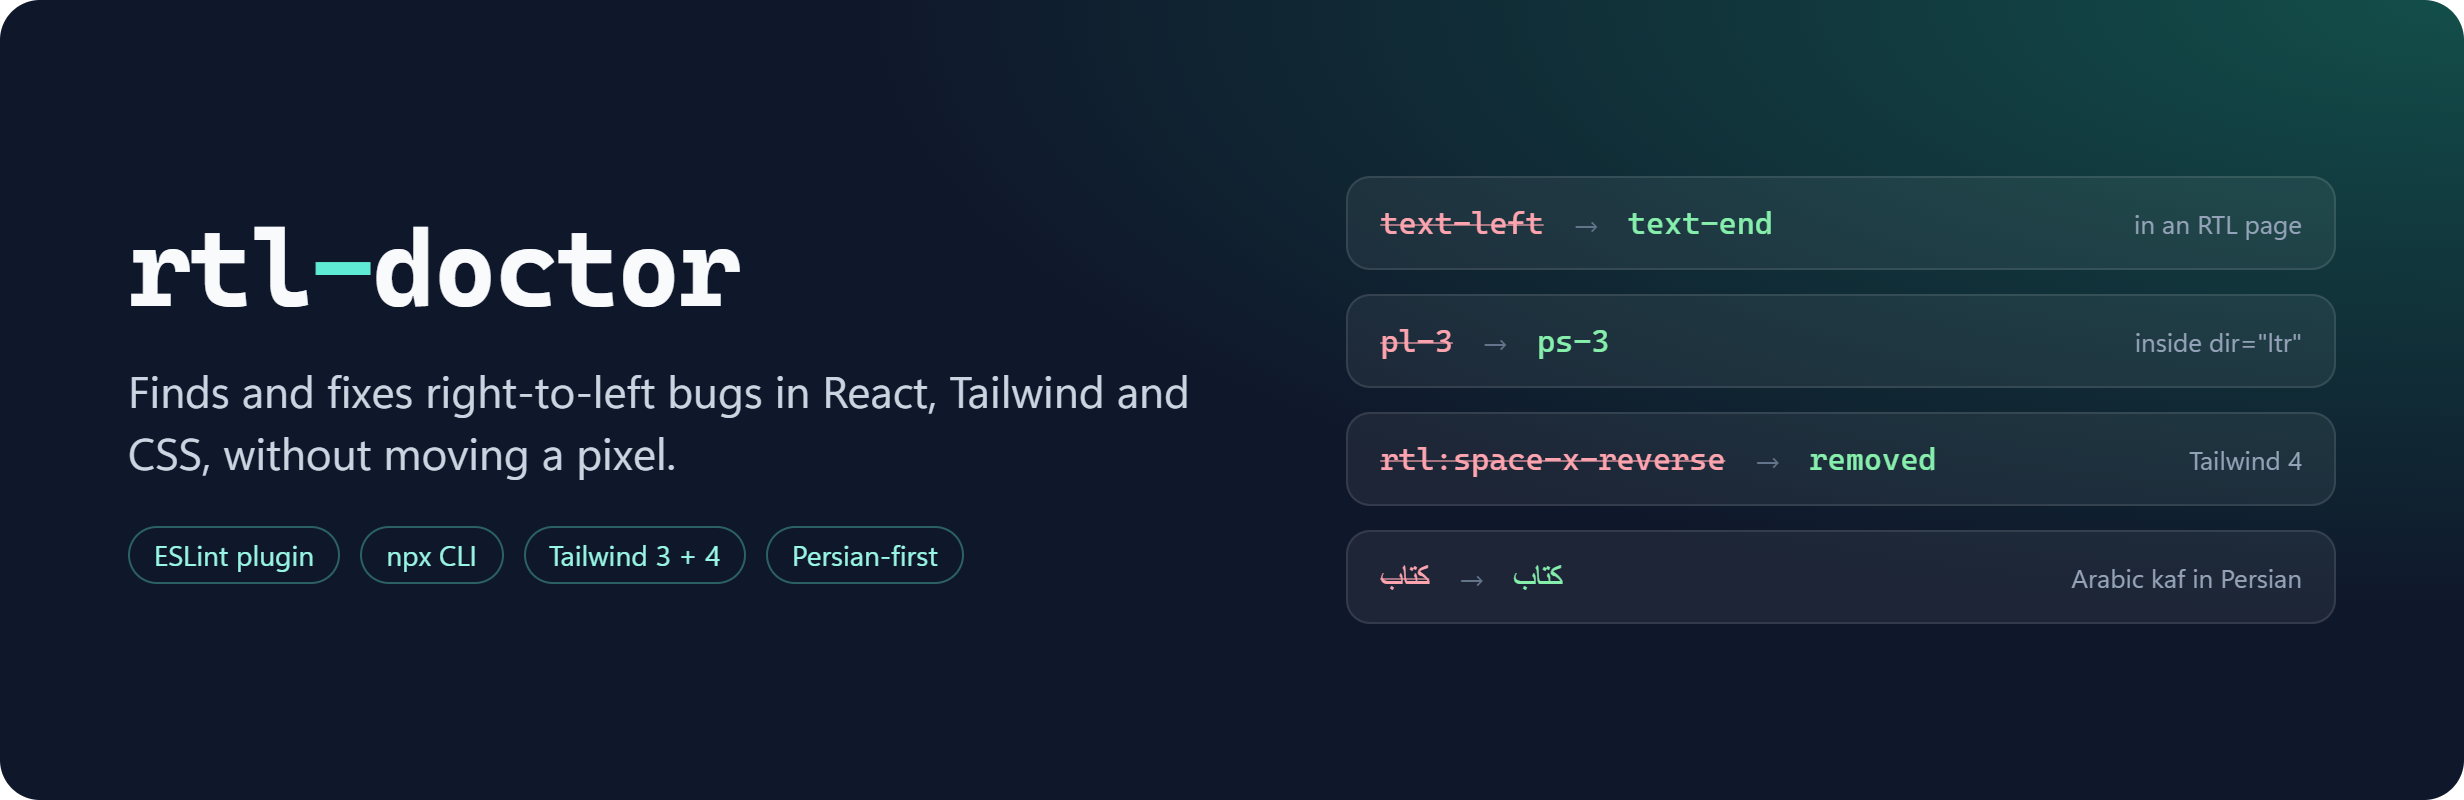 rtl-doctor
Finds and fixes right-to-left bugs in React, Tailwind and
CSS, without moving a pixel.
ESLint plugin npx CLI Tailwind 3 + 4 Persian-first
text-left → text-end in an RTL page
pl-3 → ps-3 inside dir="ltr"
rtl:space-x-reverse → removed Tailwind 4
كتاب → کتاب Arabic kaf in Persian